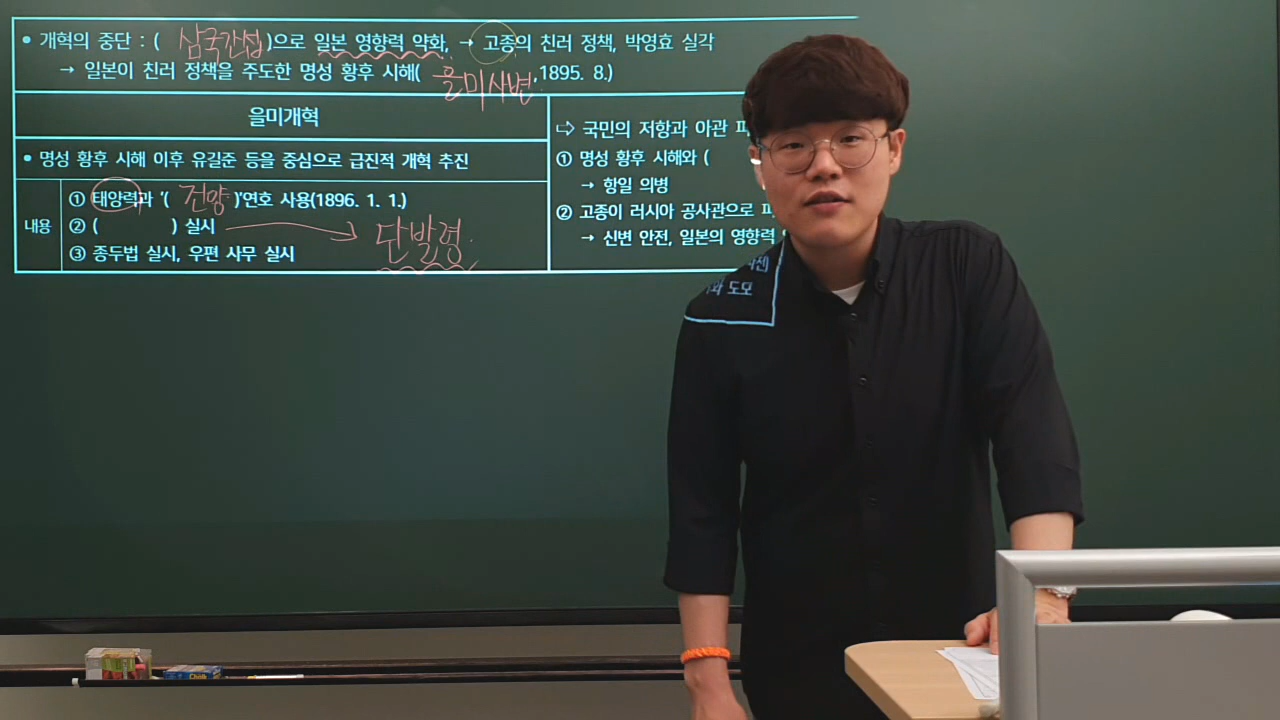 • 개혁의 중단 : ( 삼국간섭 )으로 일본 영향력 약화, → 고종의 친러 정책, 박영효 실각
→ 일본이 친러 정책을 주도한 명성 황후 시해( 을미사변, 1895. 8.)
을미개혁
• 명성 황후 시해 이후 유길준 등을 중심으로 급진적 개혁 추진
내용
① 태양력과 '( 건양 )'연호 사용(1896. 1. 1.)
② ( ) 실시 → 단발령
③ 종두법 실시, 우편 사무 실시
⇨ 국민의 저항과 아관
① 명성 황후 시해와 (
→ 항일 의병
② 고종이 러시아 공사관으로
→ 신변 안전, 일본의 영향력
도모